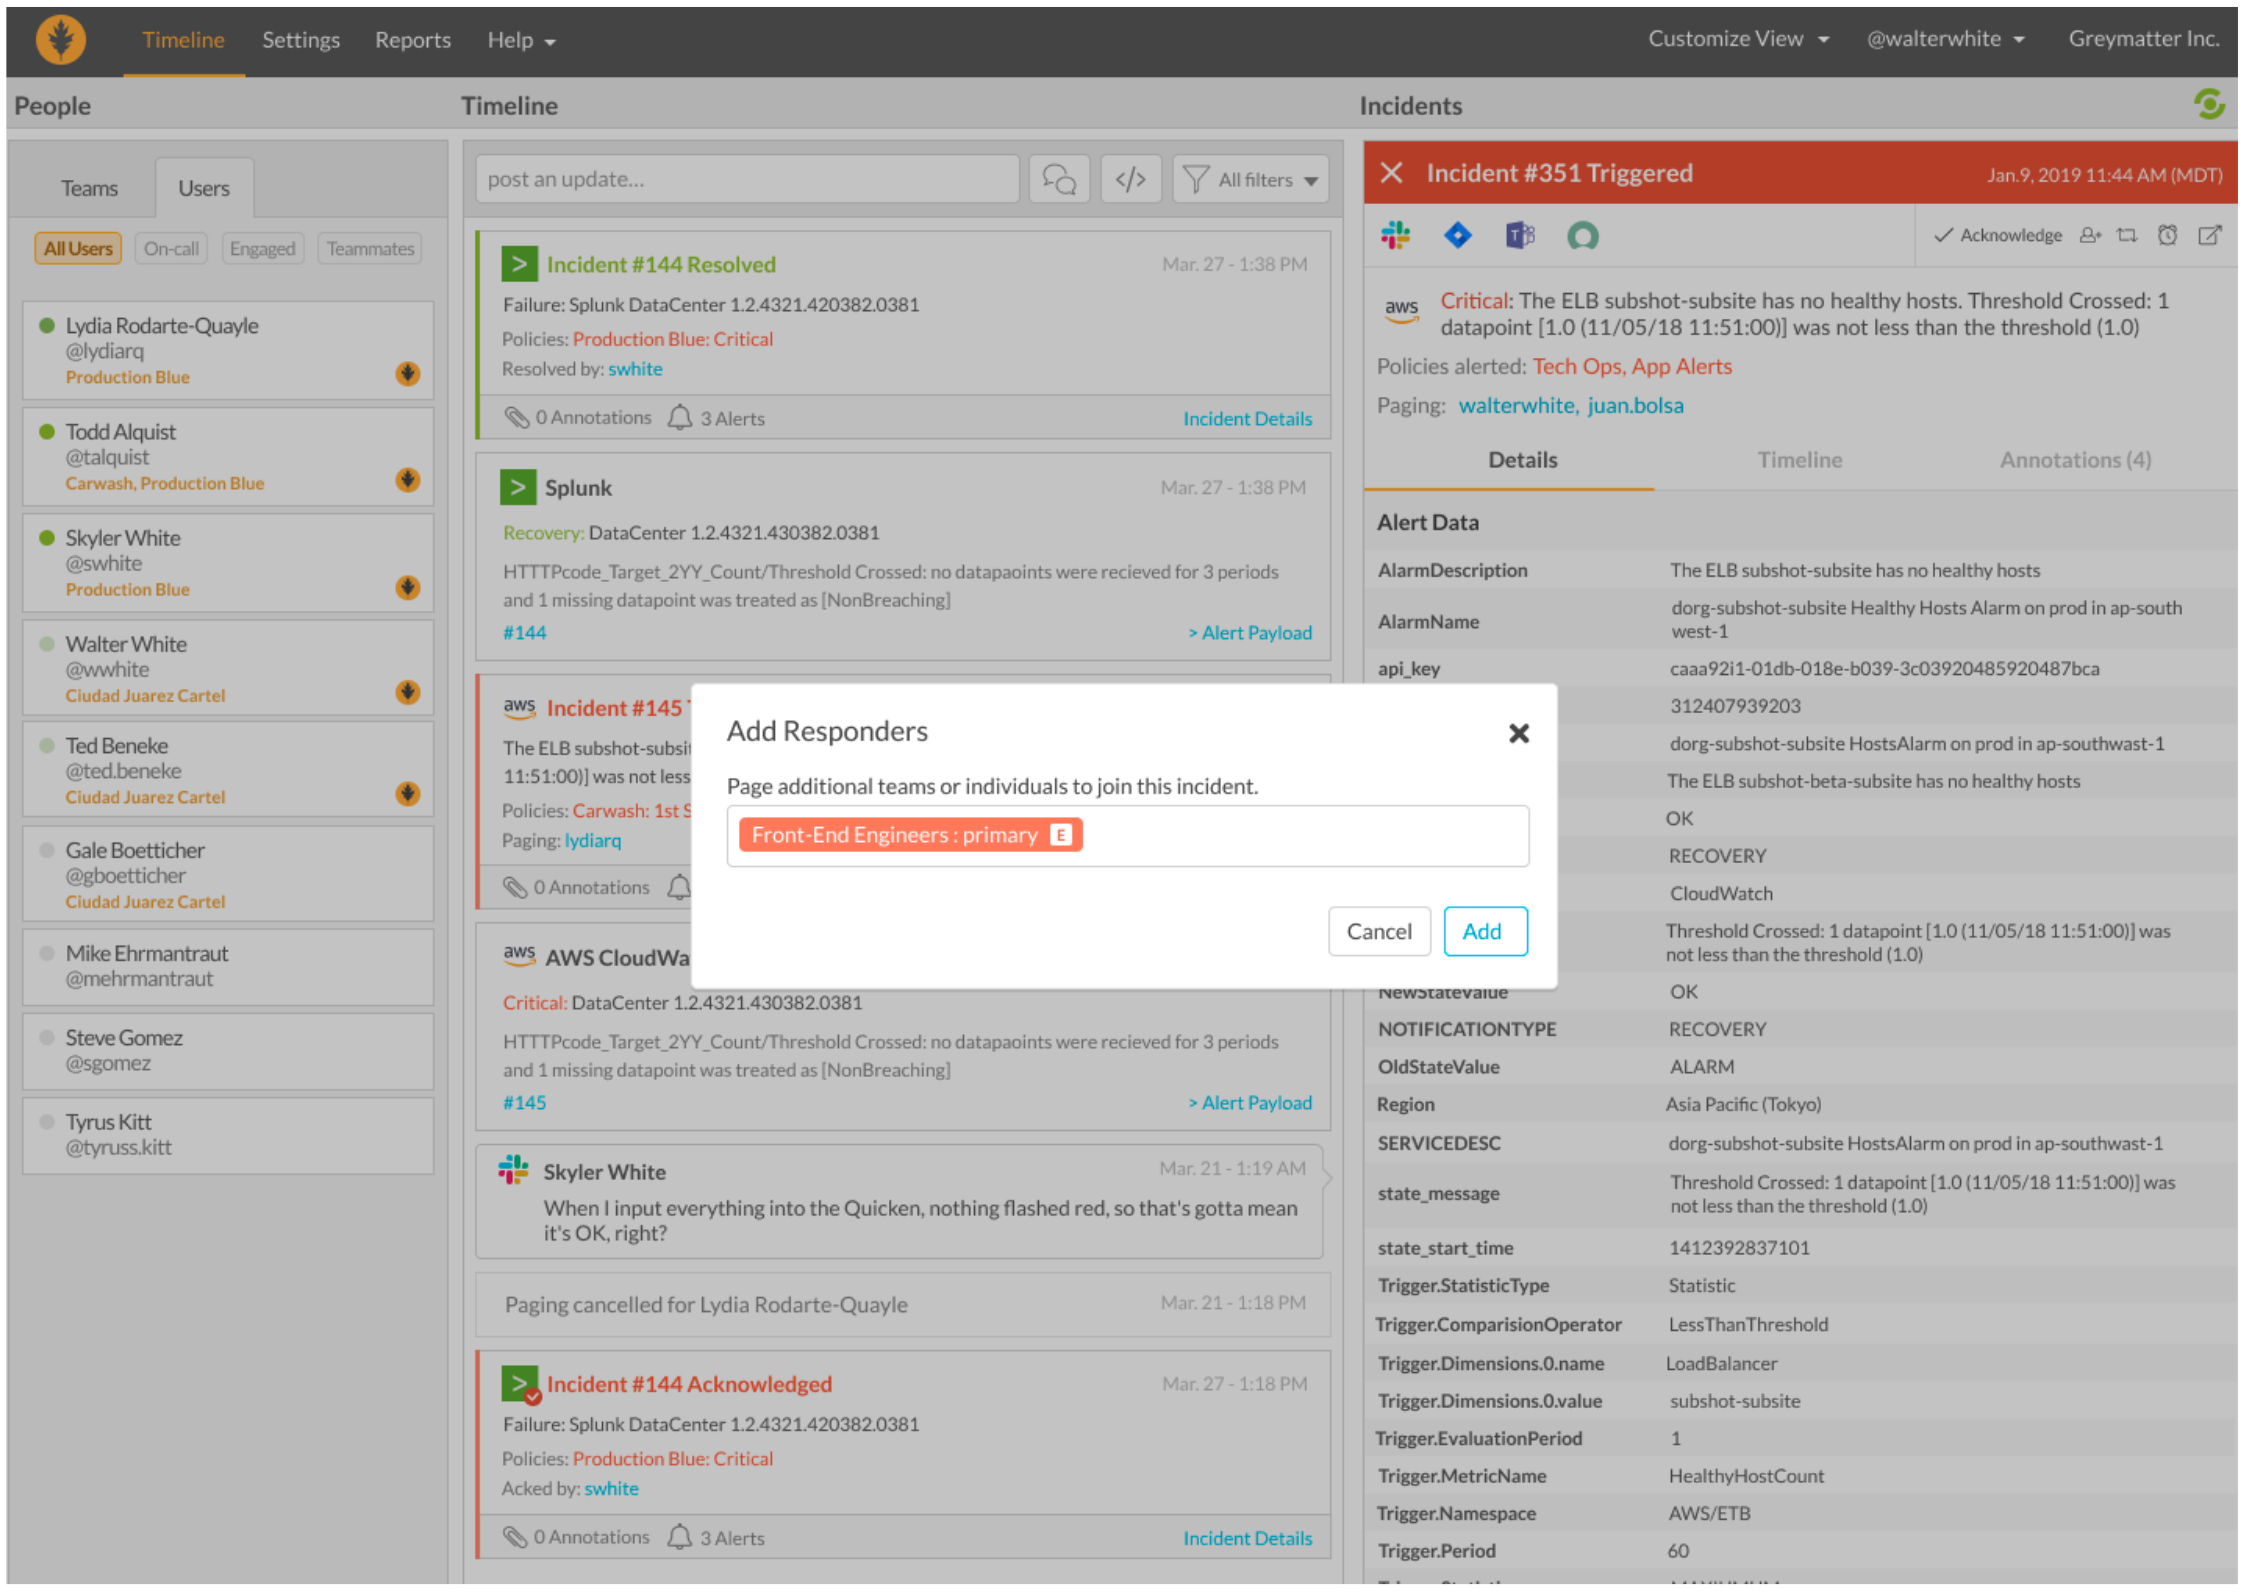 Timeline
Settings
Reports
Help
Customize View
@walterwhite
Greymatter Inc.
People
Teams
Users
All Users
On-call
Engaged
Teammates
Lydia Rodarte-Quayle
@lydiarq
Production Blue
Todd Alquist
@talquist
Carwash, Production Blue
Skyler White
@swhite
Production Blue
Walter White
@wwhite
Ciudad Juarez Cartel
Ted Beneke
@ted.beneke
Ciudad Juarez Cartel
Gale Boetticher
@gboetticher
Ciudad Juarez Cartel
Mike Ehrmantraut
@mehrmantraut
Steve Gomez
@sgomez
Tyrus Kitt
@tyruss.kitt
Timeline
post an update...
</>
All filters
Incident #144 Resolved
Mar. 27 - 1:38 PM
Failure: Splunk DataCenter 1.2.4321.420382.0381
Policies: Production Blue: Critical
Resolved by: swhite
0 Annotations
3 Alerts
Incident Details
Splunk
Mar. 27 - 1:38 PM
Recovery: DataCenter 1.2.4321.430382.0381
HTTTPcode_Target_2YY_Count/Threshold Crossed: no datapaoints were recieved for 3 periods
and 1 missing datapoint was treated as [NonBreaching]
#144
> Alert Payload
aws Incident #145
The ELB subshot-subsi
11:51:00)] was not less
Policies: Carwash: 1st S
Paging: lydiarq
0 Annotations
aws AWS CloudWa
Critical: DataCenter 1.2.4321.430382.0381
HTTTPcode_Target_2YY_Count/Threshold Crossed: no datapaoints were recieved for 3 periods
and 1 missing datapoint was treated as [NonBreaching]
#145
> Alert Payload
Skyler White
Mar. 21 - 1:19 AM
When I input everything into the Quicken, nothing flashed red, so that's gotta mean
it's OK, right?
Paging cancelled for Lydia Rodarte-Quayle
Mar. 21 - 1:18 PM
Incident #144 Acknowledged
Mar. 27 - 1:18 PM
Failure: Splunk DataCenter 1.2.4321.420382.0381
Policies: Production Blue: Critical
Acked by: swhite
0 Annotations
3 Alerts
Incident Details
Add Responders
Page additional teams or individuals to join this incident.
Front-End Engineers : primary E
Cancel
Add
Incidents
Incident #351 Triggered
Jan.9, 2019 11:44 AM (MDT)
Acknowledge
aws
Critical: The ELB subshot-subsite has no healthy hosts. Threshold Crossed: 1
datapoint [1.0 (11/05/18 11:51:00)] was not less than the threshold (1.0)
Policies alerted: Tech Ops, App Alerts
Paging: walterwhite, juan.bolsa
Details
Timeline
Annotations (4)
Alert Data
AlarmDescription
The ELB subshot-subsite has no healthy hosts
AlarmName
dorg-subshot-subsite Healthy Hosts Alarm on prod in ap-south
west-1
api_key
caaa92i1-01db-018e-b039-3c03920485920487bca
312407939203
dorg-subshot-subsite HostsAlarm on prod in ap-southwast-1
The ELB subshot-beta-subsite has no healthy hosts
OK
RECOVERY
CloudWatch
Threshold Crossed: 1 datapoint [1.0 (11/05/18 11:51:00)] was
not less than the threshold (1.0)
NewStateValue
OK
NOTIFICATIONTYPE
RECOVERY
OldStateValue
ALARM
Region
Asia Pacific (Tokyo)
SERVICEDESC
dorg-subshot-subsite HostsAlarm on prod in ap-southwast-1
state_message
Threshold Crossed: 1 datapoint [1.0 (11/05/18 11:51:00)] was
not less than the threshold (1.0)
state_start_time
1412392837101
Trigger.StatisticType
Statistic
Trigger.ComparisionOperator
LessThanThreshold
Trigger.Dimensions.0.name
LoadBalancer
Trigger.Dimensions.0.value
subshot-subsite
Trigger.EvaluationPeriod
1
Trigger.MetricName
HealthyHostCount
Trigger.Namespace
AWS/ETB
Trigger.Period
60